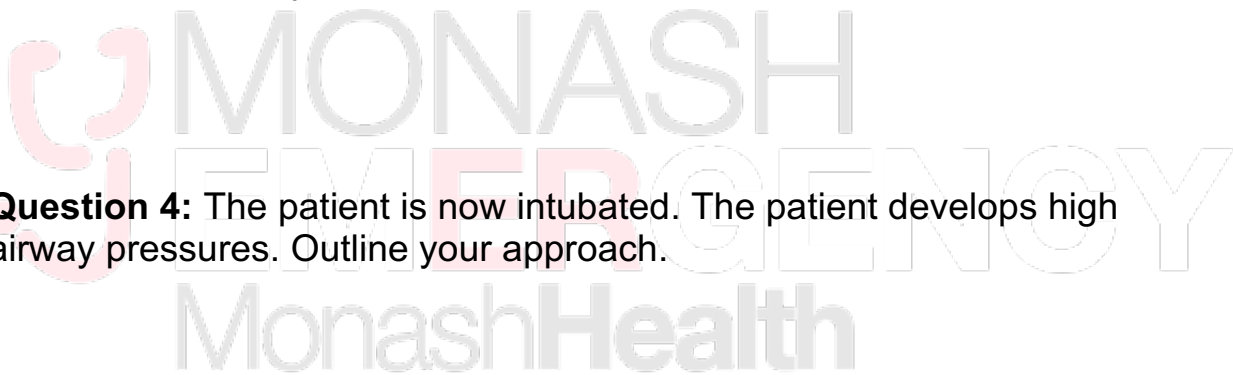 MONASH
EMERGENCY
Question 4: The patient is now intubated. The patient develops high
airway pressures. Outline your approach.
MonashHealth